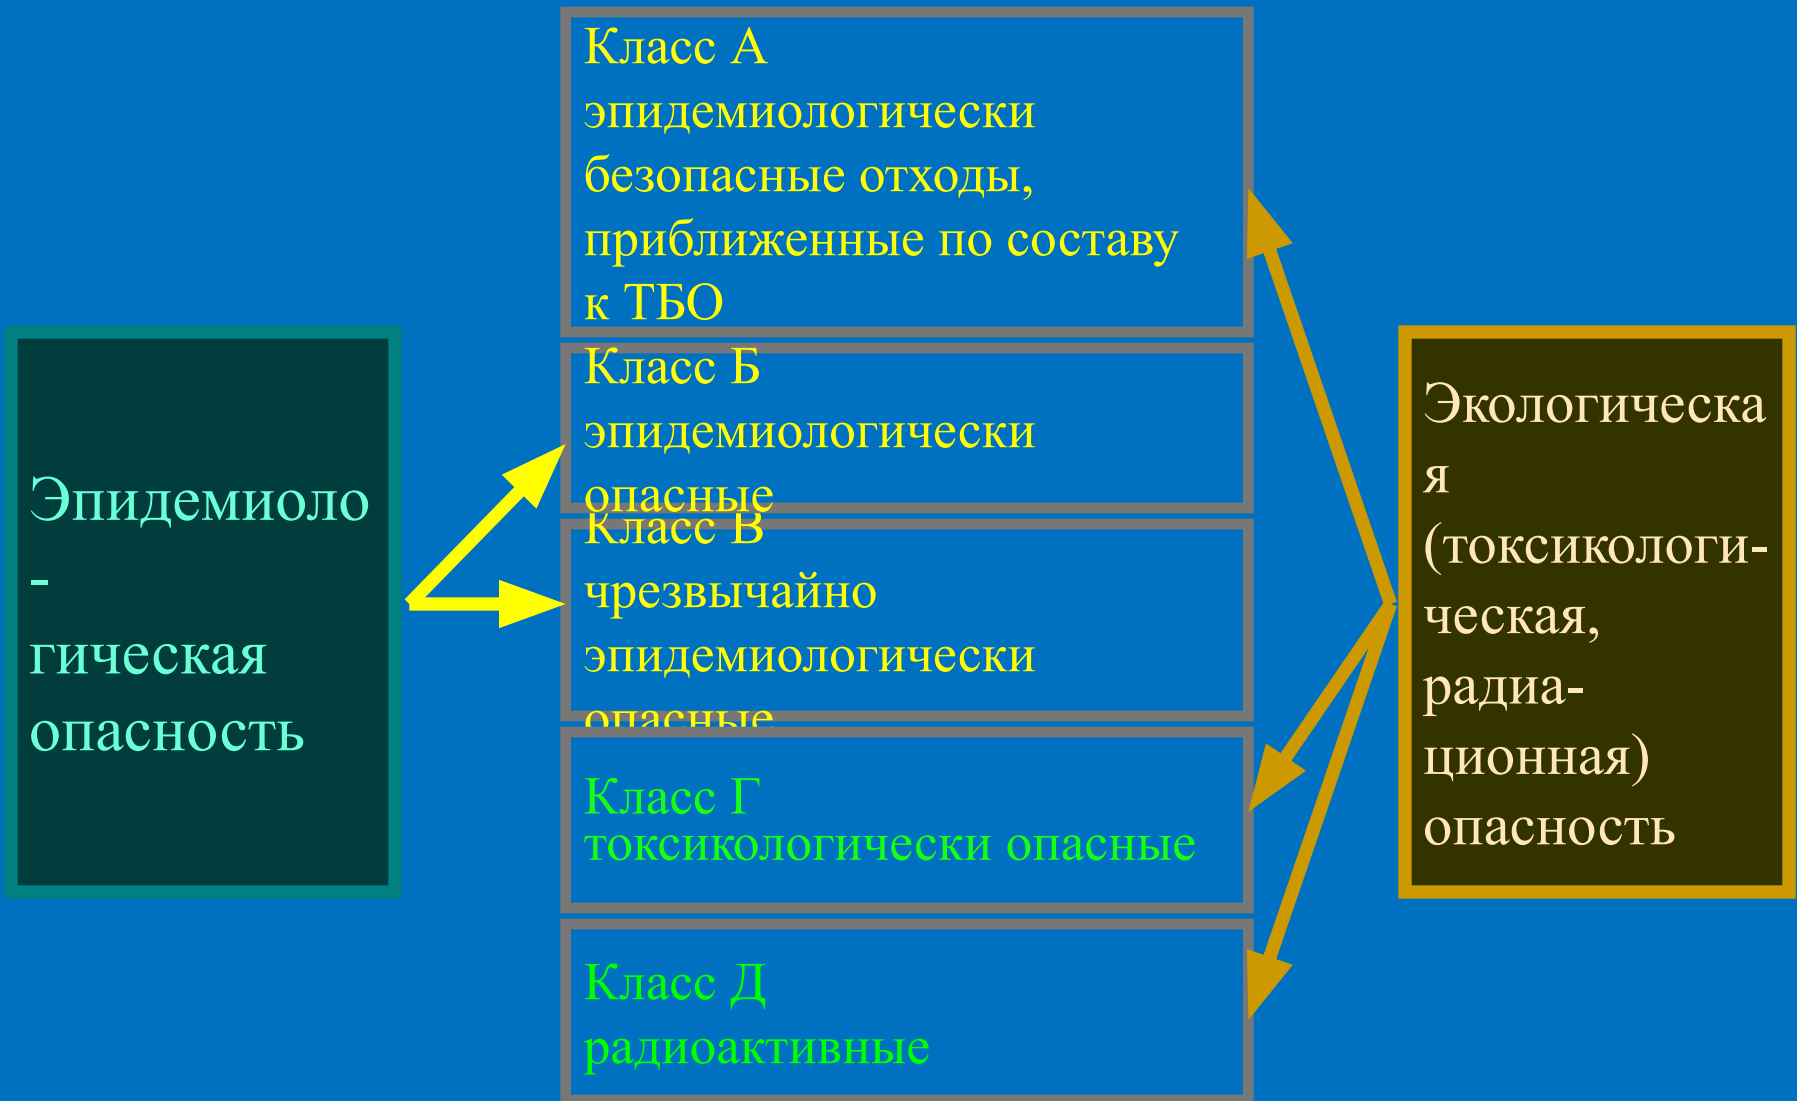 Эпидемиоло
-
гическая
опасность
Класс А
эпидемиологически
безопасные отходы,
приближенные по составу
к ТБО
Класс Б
эпидемиологически
опасные
Класс В
чрезвычайно
эпидемиологически
опасные
Класс Г
токсикологически опасные
Класс Д
радиоактивные
Экологическа
я
(токсикологи-
ческая,
радиа-
ционная)
опасность